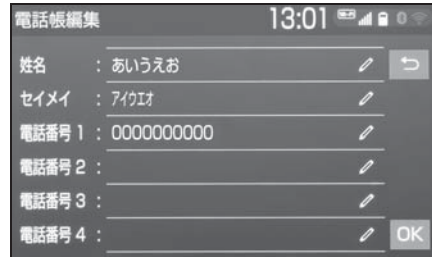 電話帳編集 13:01
姓名 : あいうえお
セイメイ : アイウエオ
電話番号1 : 0000000000
電話番号2 :
電話番号3 :
電話番号4 : OK